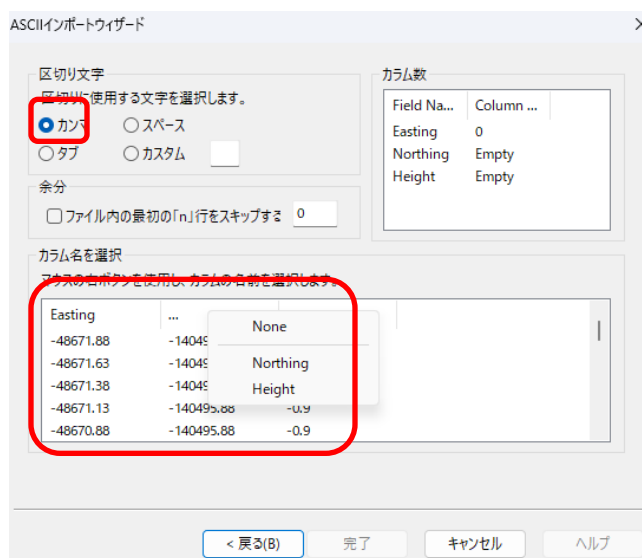 ASCIIインポートウィザード
区切り文字
区切りに使用する文字を選択します。
カンマ
スペース
タブ
カスタム
余分
ファイル内の最初の「n」行をスキップする
0
カラム数
Field Na...
Column ...
Easting
0
Northing
Empty
Height
Empty
カラム名を選択
マウスの右ボタンを使用し、カラムの名前を選択します。
Easting
...
-48671.88
-14049
-48671.63
-14049
-48671.38
-14049
-48671.13
-140495.88
-0.9
-48670.88
-140495.88
-0.9
None
Northing
Height
< 戻る(B)
完了
キャンセル
ヘルプ